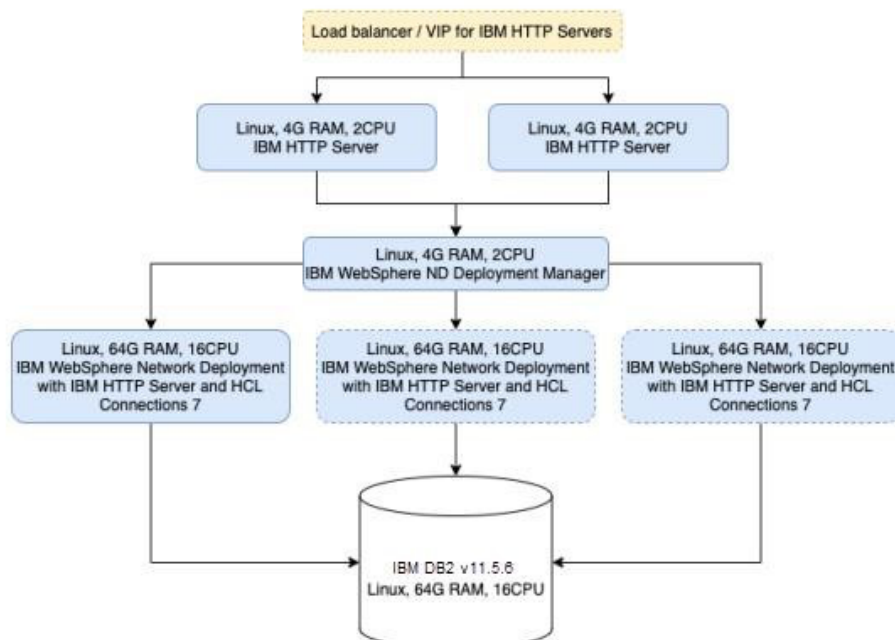 Load balancer / VIP for IBM HTTP Servers
Linux, 4G RAM, 2CPU
IBM HTTP Server
Linux, 4G RAM, 2CPU
IBM HTTP Server
Linux, 4G RAM, 2CPU
IBM WebSphere ND Deployment Manager
Linux, 64G RAM, 16CPU
IBM WebSphere Network Deployment
with IBM HTTP Server and HCL
Connections 7
Linux, 64G RAM, 16CPU
IBM WebSphere Network Deployment
with IBM HTTP Server and HCL
Connections 7
Linux, 64G RAM, 16CPU
IBM WebSphere Network Deployment
with IBM HTTP Server and HCL
Connections 7
IBM DB2 v11.5.6
Linux, 64G RAM, 16CPU